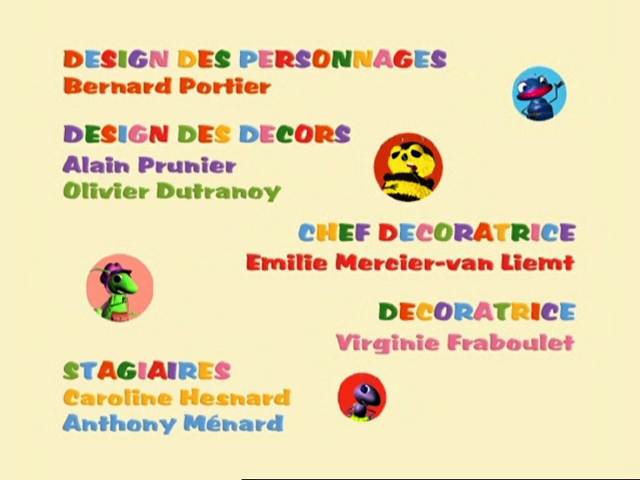 DESIGN DES PERSONNAGES
Bernard Portier
DESIGN DES DECORS
Alain Prunier
Olivier Dutranoy
CHEF DECORATRICE
Emilie Mercier-van Liemt
DECORATRICE
Virginie Fraboulet
STAGIAIRES
Caroline Hesnard
Anthony Ménard